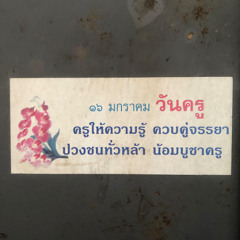 ๑๖ มกราคม วันครู
ครูให้ความรู้ ควบคู่จรรยา
ปวงชนทั่วหล้า น้อมบูชาครู